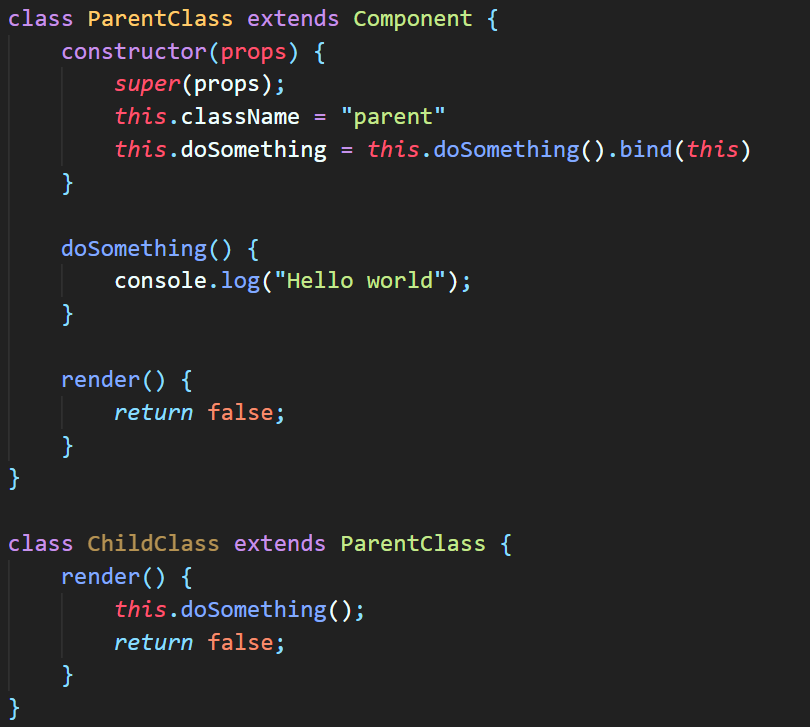 class ParentClass extends Component {
constructor(props) {
super(props);
this.className = "parent"
this.doSomething = this.doSomething().bind(this)
}
doSomething() {
console.log("Hello world");
}
render() {
return false;
}
}
class ChildClass extends ParentClass {
render() {
this.doSomething();
return false;
}
}